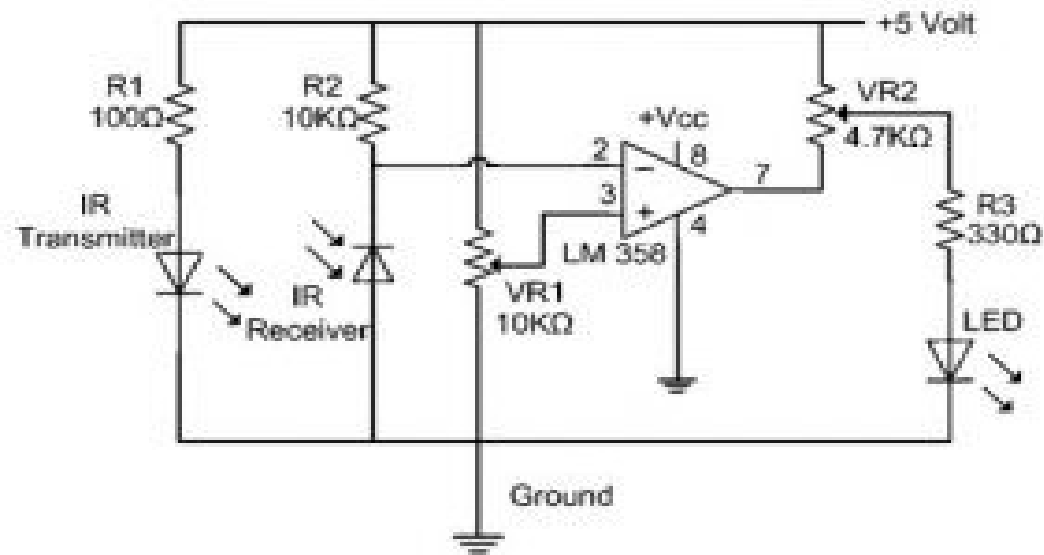 +5 Volt
R1
100Ω
R2
10KΩ
VR2
4.7KΩ
+Vcc
2
8
−
7
3
+
4
LM 358
IR
Transmitter
R3
330Ω
IR
Receiver
VR1
10KΩ
LED
Ground